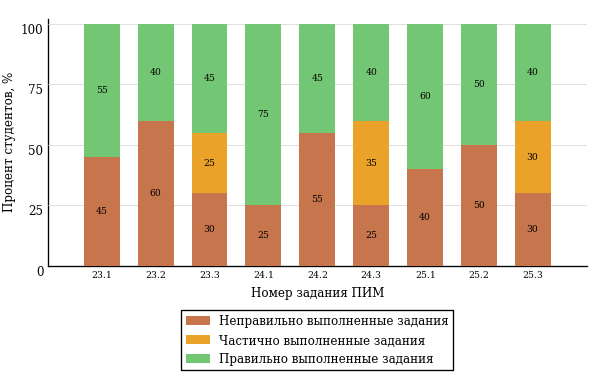 Процент студентов, %
100
75
50
25
0
55 40 45 75 45 40 60 50 40
25 35 30
45 60 30 25 55 25 40 50 30
23.1 23.2 23.3 24.1 24.2 24.3 25.1 25.2 25.3
Номер задания ПИМ
Неправильно выполненные задания
Частично выполненные задания
Правильно выполненные задания